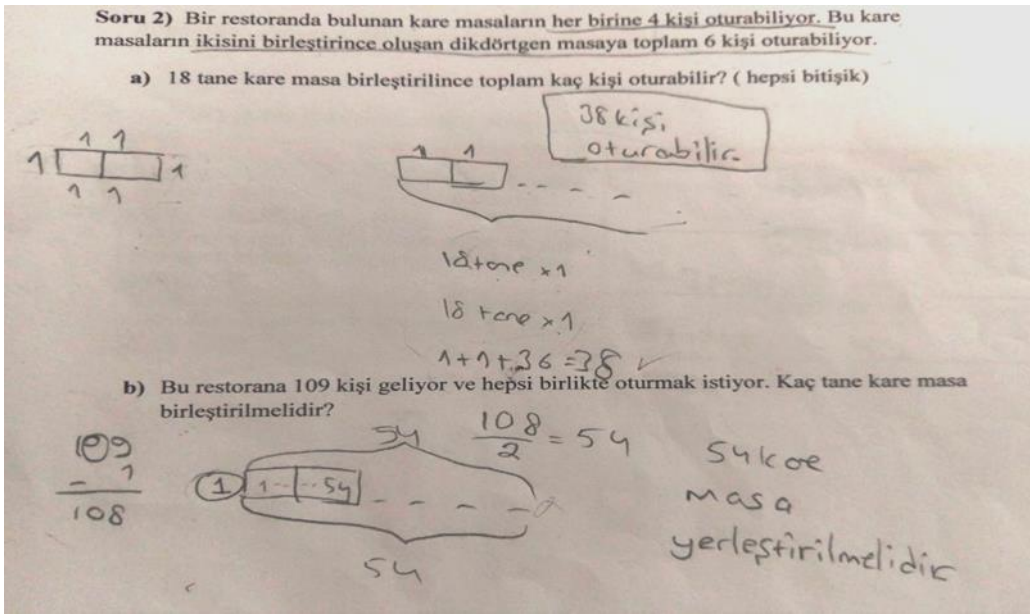 Soru 2) Bir restoranda bulunan kare masaların her birine 4 kişi oturabiliyor. Bu kare
masaların ikisini birleştirince oluşan dikdörtgen masaya toplam 6 kişi oturabiliyor.
a) 18 tane kare masa birleştirilince toplam kaç kişi oturabilir? ( hepsi bitişik)
38 kişi
oturabilir.
1 1
1 1
1 1
1 1
18 tane x1
18 tane x1
1+1+36=38 ✓
b) Bu restorana 109 kişi geliyor ve hepsi birlikte oturmak istiyor. Kaç tane kare masa
birleştirilmelidir?
109
- 1
108
54
1 1-- --54
54
108/2 = 54
54 kae
masa
yerleştirilmelidir